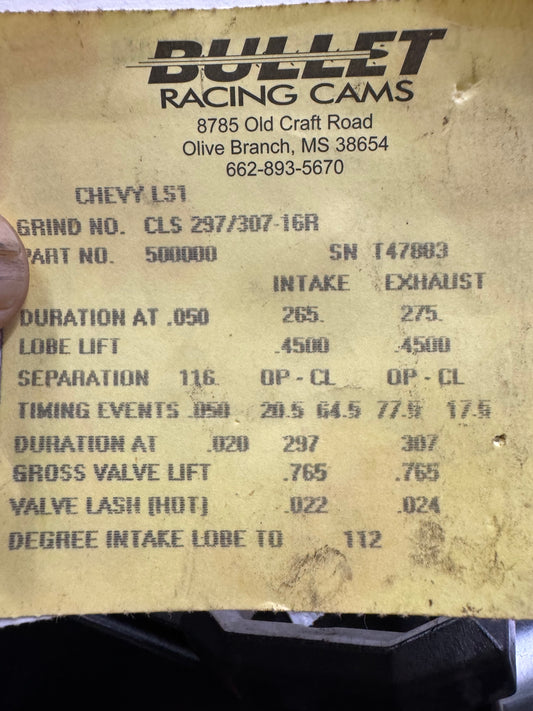 BULLET
RACING CAMS
8785 Old Craft Road
Olive Branch, MS 38654
662-893-5670
CHEVY LS1
GRIND NO. CLS 297/307-16R
PART NO. 500000 SN T47883
INTAKE EXHAUST
DURATION AT .050 265. 275.
LOBE LIFT .4500 .4500
SEPARATION 116. OP - CL OP - CL
TIMING EVENTS .050 20.5 64.5 77.5 17.5
DURATION AT .020 297 307
GROSS VALVE LIFT .765 .765
VALVE LASH (HOT) .022 .024
DEGREE INTAKE LOBE TO 112